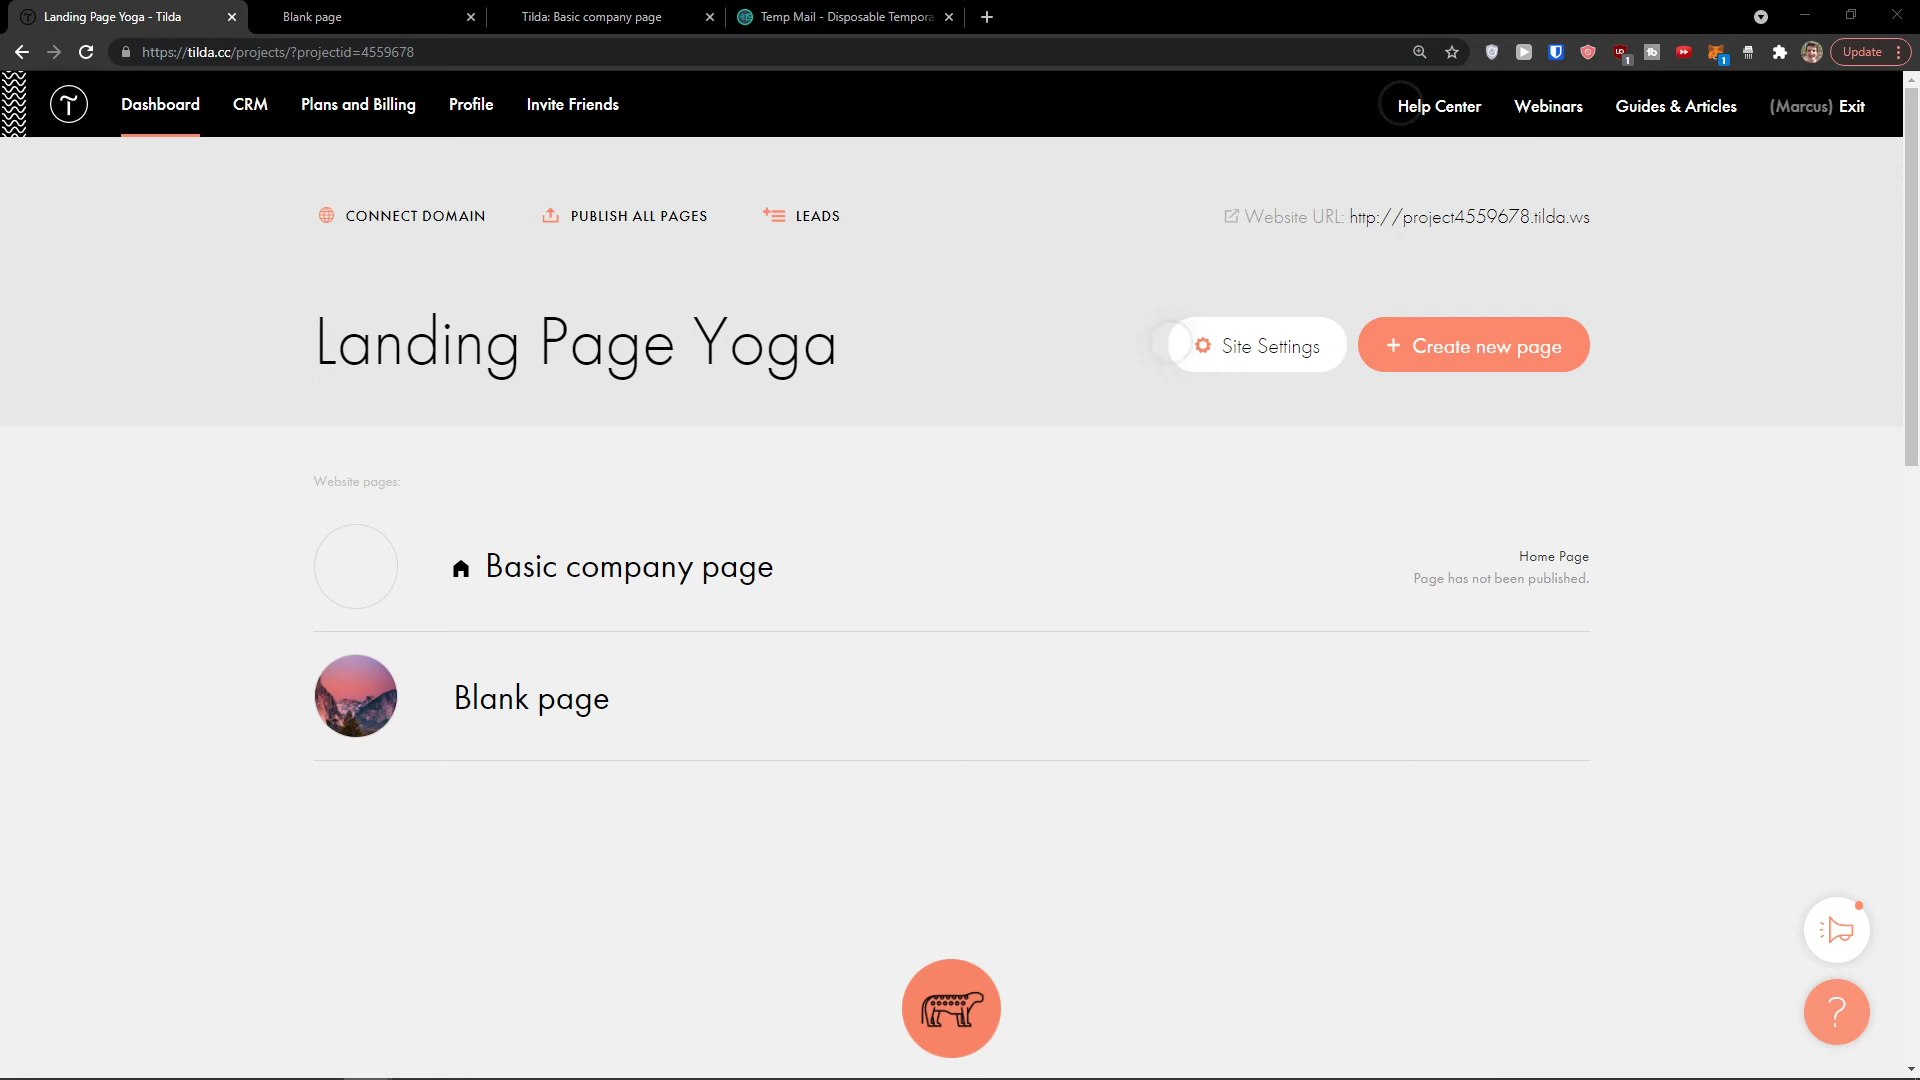 Landing Page Yoga - Tilda
Blank page
Tilda: Basic company page
Temp Mail - Disposable Tempora
https://tilda.cc/projects/?projectid=4559678
1
1
Update
Dashboard
CRM
Plans and Billing
Profile
Invite Friends
Help Center
Webinars
Guides & Articles
(Marcus) Exit
CONNECT DOMAIN
PUBLISH ALL PAGES
LEADS
Website URL: http://project4559678.tilda.ws
Landing Page Yoga
Site Settings
+ Create new page
Website pages:
Basic company page
Home Page
Page has not been published.
Blank page
?